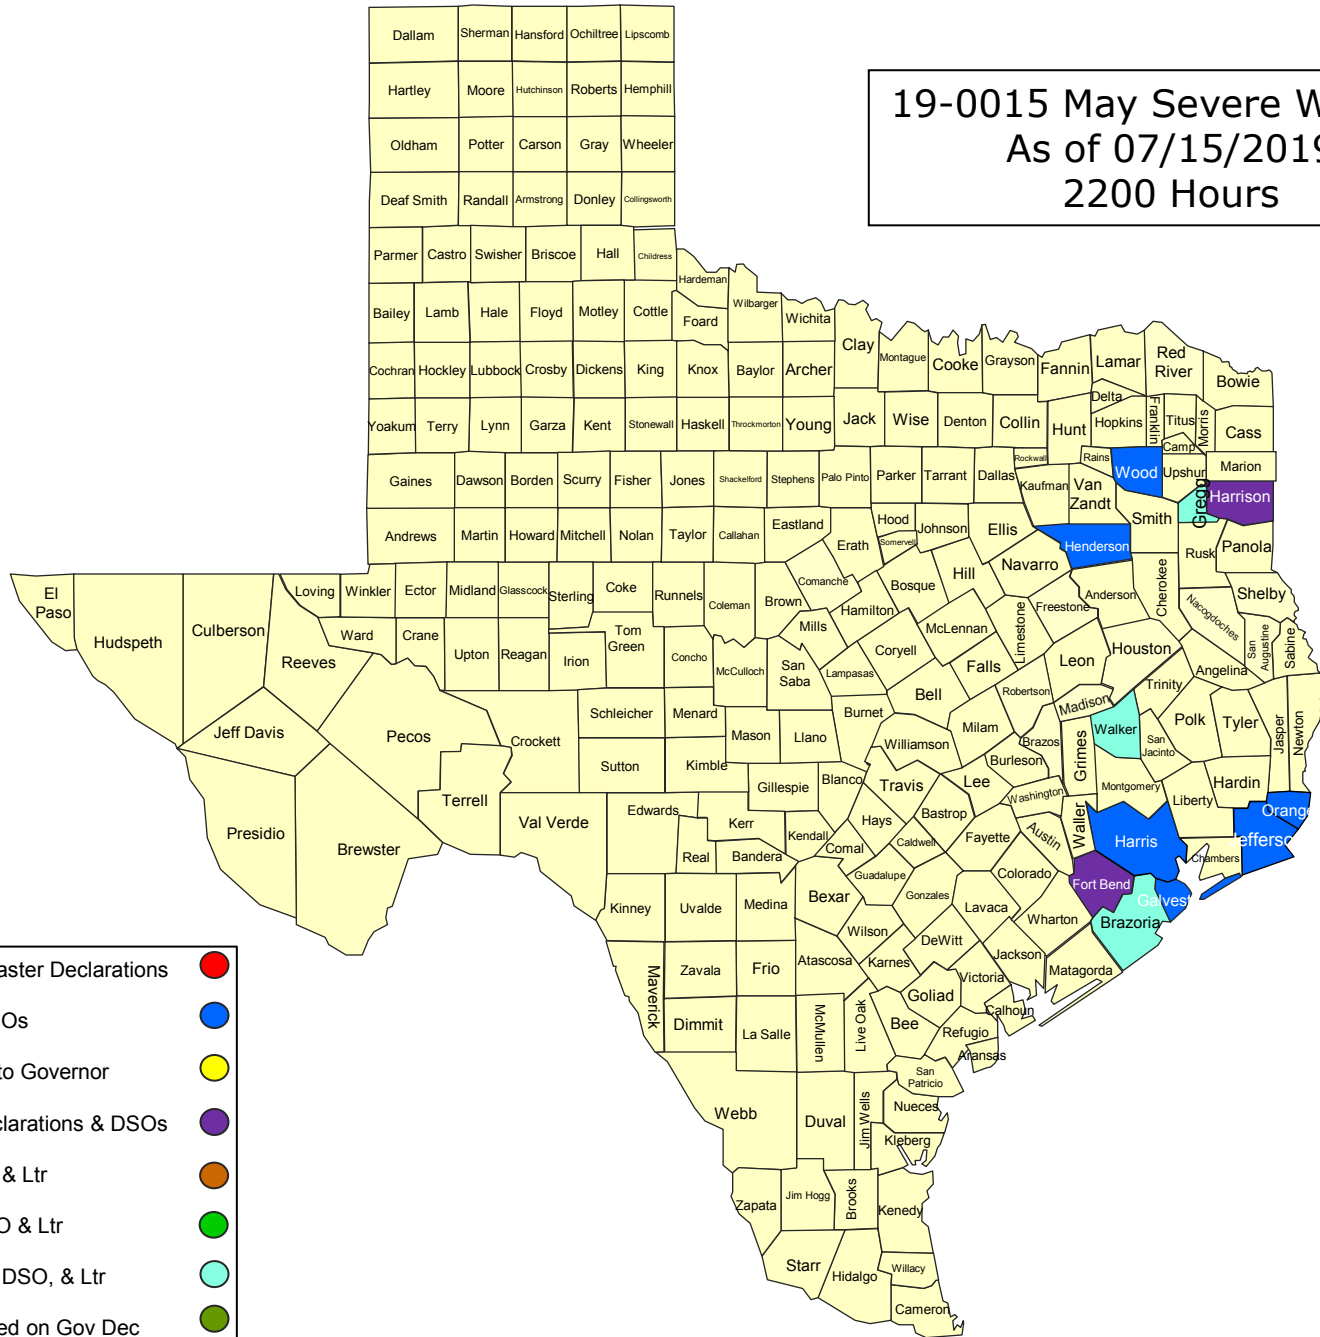 Dallam Sherman Hansford Ochiltree Lipscomb
Hartley Moore Hutchinson Roberts Hemphill
19-0015 May Severe W
As of 07/15/2019
2200 Hours
Oldham Potter Carson Gray Wheeler
Deaf Smith Randall Armstrong Donley Collingsworth
Parmer Castro Swisher Briscoe Hall Childress
Hardeman
Bailey Lamb Hale Floyd Motley Cottle Foard Wilbarger Wichita
Clay Montague Cooke Grayson Fannin Lamar Red
River Bowie
Cochran Hockley Lubbock Crosby Dickens King Knox Baylor Archer
Delta
Yoakum Terry Lynn Garza Kent Stonewall Haskell Throckmorton Young Jack Wise Denton Collin Hunt Hopkins Franklin Titus Morris Cass
Camp
Rockwall Rains Wood Upshur Marion
Gaines Dawson Borden Scurry Fisher Jones Shackelford Stephens Palo Pinto Parker Tarrant Dallas Kaufman Van
Zandt Gregg Harrison
Andrews Martin Howard Mitchell Nolan Taylor Callahan Eastland Erath Hood Somervell Johnson Ellis Henderson Smith Rusk Panola
El
Paso Hudspeth Culberson Loving Winkler Ector Midland Glasscock Sterling Coke Runnels Coleman Brown Comanche Hamilton Bosque Hill Navarro Freestone Anderson Cherokee Nacogdoches Shelby
Reeves Ward Crane Upton Reagan Irion Tom
Green Concho McCulloch San
Saba Mills Lampasas Coryell McLennan Limestone Falls Leon Houston Angelina San
Augustine Sabine
Jeff Davis Pecos Crockett Schleicher Menard Mason Llano Burnet Bell Milam Robertson Madison Trinity Walker San
Jacinto Polk Tyler Jasper Newton
Sutton Kimble Gillespie Blanco Williamson Travis Lee Burleson Brazos Grimes Montgomery Liberty Hardin
Presidio Brewster Terrell Val Verde Edwards Kerr Real Bandera Kendall Comal Hays Caldwell Bastrop Fayette Washington Austin Waller Harris Chambers Orange
Jefferso
Kinney Uvalde Medina Bexar Guadalupe Gonzales Lavaca Colorado Wharton Fort Bend Brazoria Galvest
Maverick Zavala Frio Atascosa Wilson Karnes DeWitt Jackson Matagorda
Dimmit La Salle McMullen Live Oak Bee Goliad Victoria Calhoun Refugio Aransas
San
Patricio
Webb Duval Jim Wells Nueces
Kleberg
Zapata Jim Hogg Brooks Kenedy
Starr Hidalgo Willacy
Cameron
aster Declarations
Os
to Governor
clarations & DSOs
& Ltr
O & Ltr
DSO, & Ltr
ed on Gov Dec